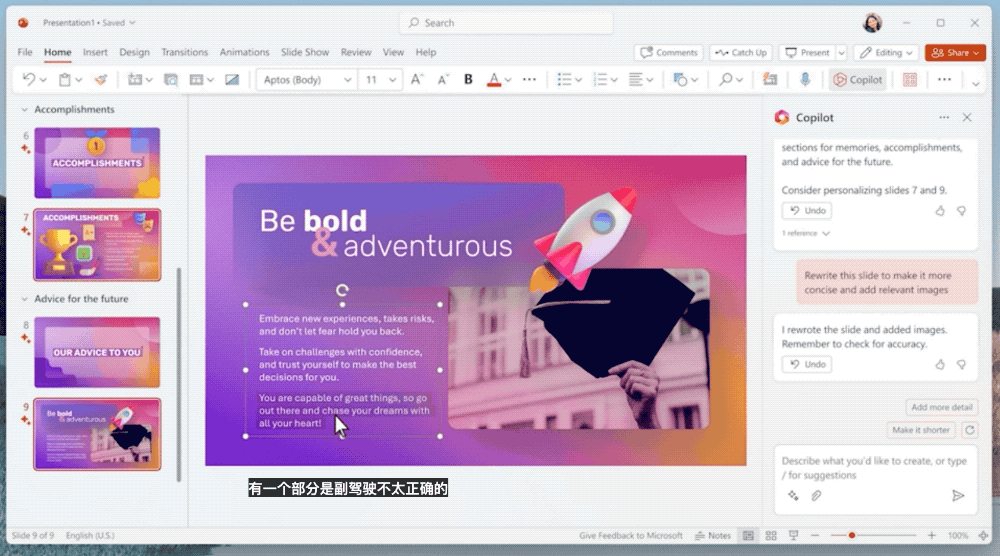 Presentation1 • Saved
Search
File Home Insert Design Transitions Animations Slide Show Review View Help
Comments Catch Up Present Editing Share
Aptos (Body) 11 B A Copilot
Accomplishments
6
ACCOMPLISHMENTS
7
ACCOMPLISHMENTS
A+
Advice for the future
8
OUR ADVICE TO YOU
9
Be bold
& adventurous
Be bold
& adventurous
Embrace new experiences, takes risks,
and don't let fear hold you back.
Take on challenges with confidence,
and trust yourself to make the best
decisions for you.
You are capable of great things, so go
out there and chase your dreams with
all your heart!
有一个部分是副驾驶不太正确的
Copilot
sections for memories, accomplishments,
and advice for the future.
Consider personalizing slides 7 and 9.
Undo
1 reference
Rewrite this slide to make it more
concise and add relevant images
I rewrote the slide and added images.
Remember to check for accuracy.
Undo
Add more detail
Make it shorter
Describe what you'd like to create, or type
/ for suggestions
Slide 9 of 9 English (U.S.) Give Feedback to Microsoft Notes 100%